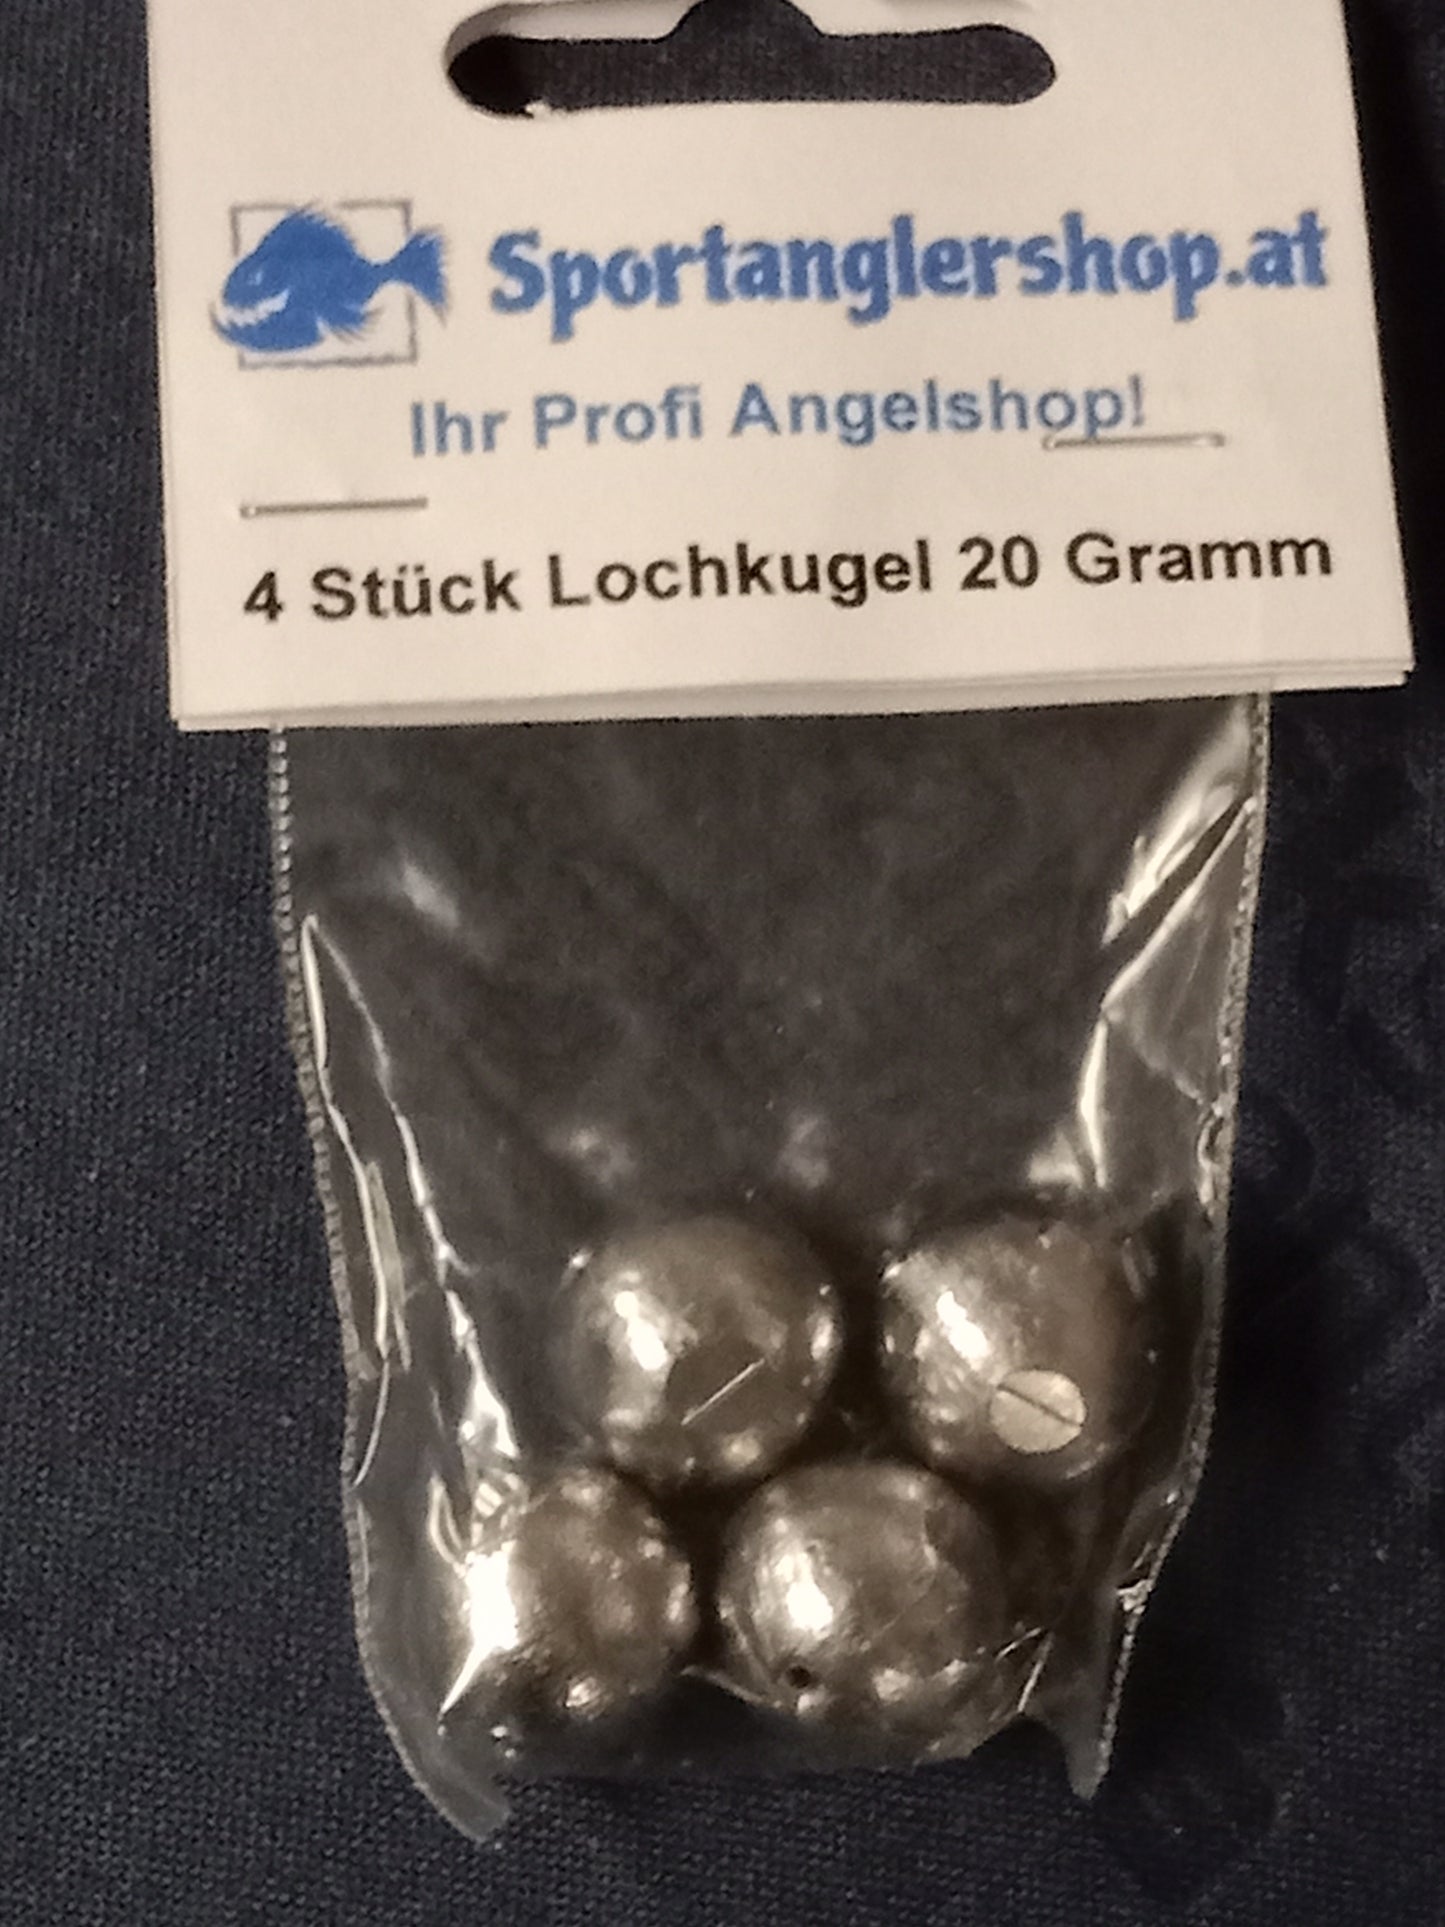 Sportanglershop.at
Ihr Profi Angelshop!
4 Stück Lochkugel 20 Gramm